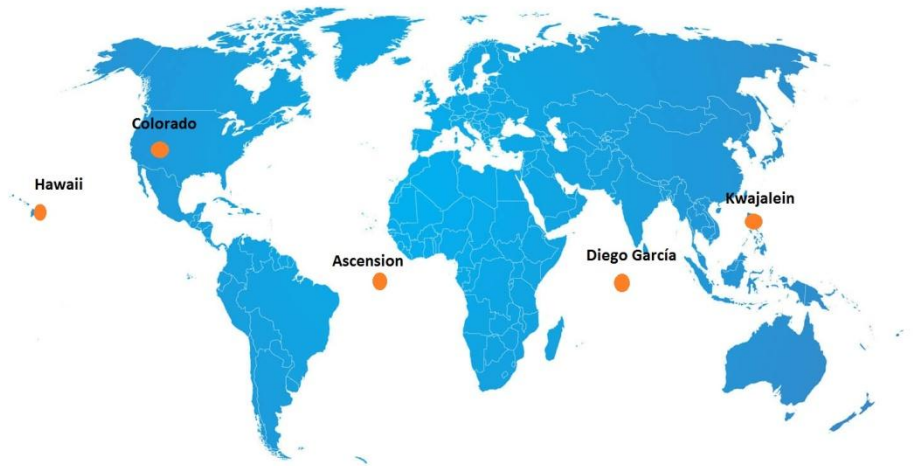 Colorado
Hawaii
Kwajalein
Ascension
Diego García